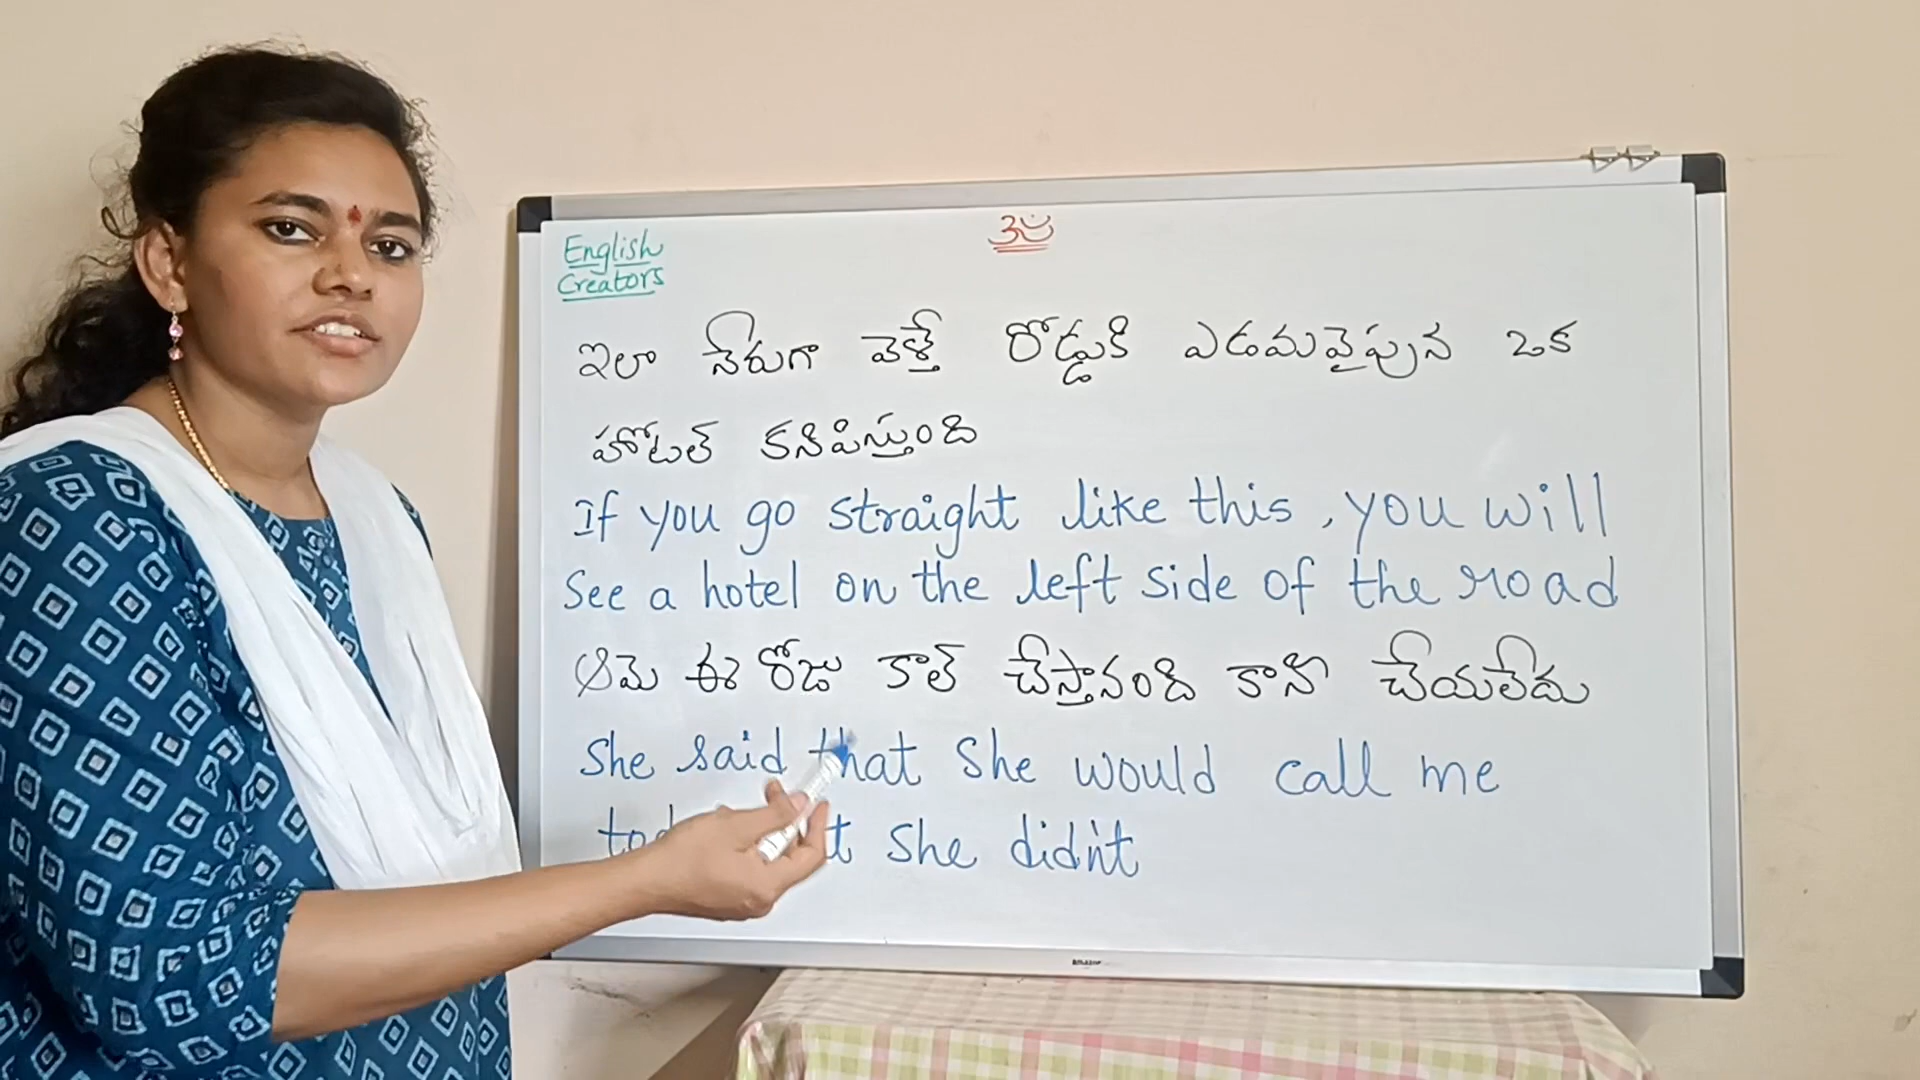 English
Creators
ఓం
ఇలా నేరుగా వెళ్తే రోడ్డుకి ఎడమవైపున ఒక
హోటల్ కనిపిస్తుంది
If you go straight like this, you will
see a hotel on the left side of the road
ఆమె ఈ రోజు కాల్ చేస్తానంది కానీ చేయలేదు
She said that she would call me
she didn't